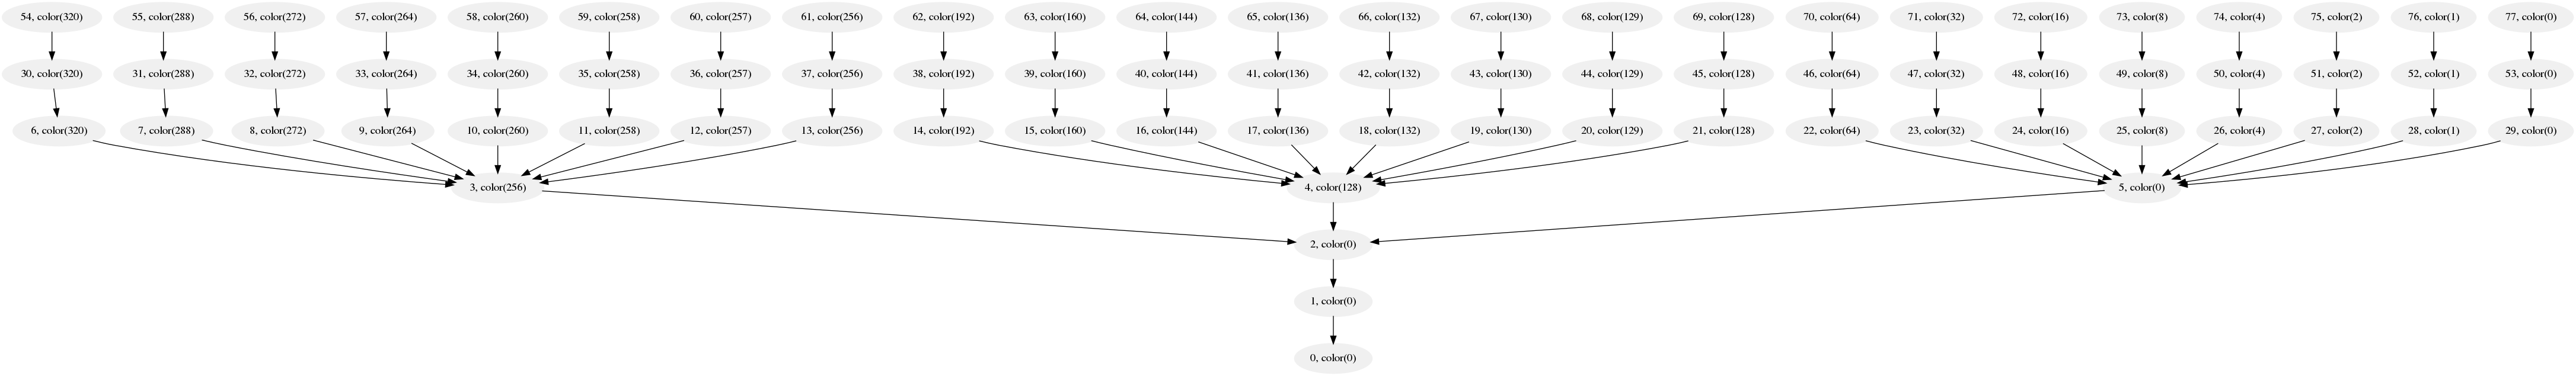 54, color(320) 55, color(288) 56, color(272) 57, color(264) 58, color(260) 59, color(258) 60, color(257) 61, color(256) 62, color(192) 63, color(160) 64, color(144) 65, color(136) 66, color(132) 67, color(130) 68, color(129) 69, color(128) 70, color(64) 71, color(32) 72, color(16) 73, color(8) 74, color(4) 75, color(2) 76, color(1) 77, color(0)
30, color(320) 31, color(288) 32, color(272) 33, color(264) 34, color(260) 35, color(258) 36, color(257) 37, color(256) 38, color(192) 39, color(160) 40, color(144) 41, color(136) 42, color(132) 43, color(130) 44, color(129) 45, color(128) 46, color(64) 47, color(32) 48, color(16) 49, color(8) 50, color(4) 51, color(2) 52, color(1) 53, color(0)
6, color(320) 7, color(288) 8, color(272) 9, color(264) 10, color(260) 11, color(258) 12, color(257) 13, color(256) 14, color(192) 15, color(160) 16, color(144) 17, color(136) 18, color(132) 19, color(130) 20, color(129) 21, color(128) 22, color(64) 23, color(32) 24, color(16) 25, color(8) 26, color(4) 27, color(2) 28, color(1) 29, color(0)
3, color(256) 4, color(128) 5, color(0)
2, color(0)
1, color(0)
0, color(0)